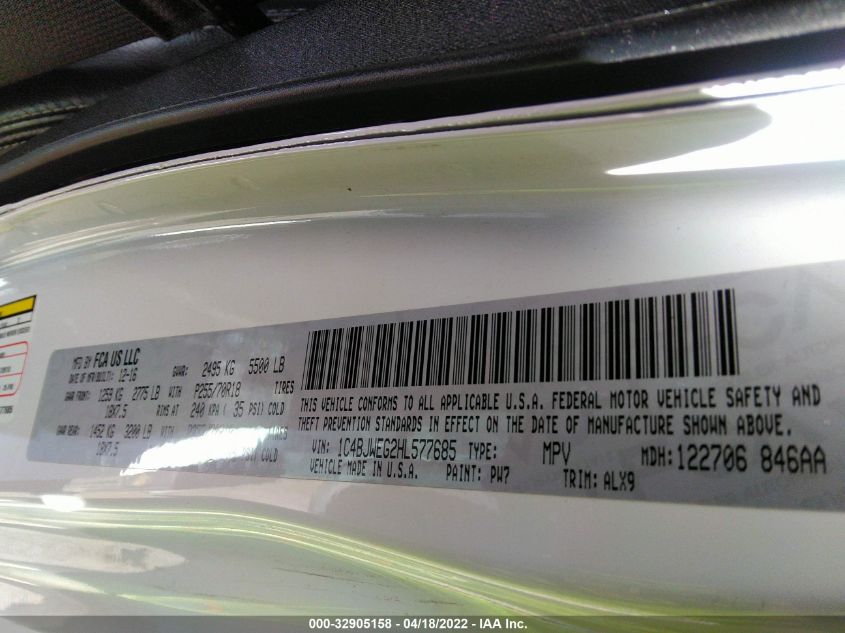 MFG BY FCA US LLC
DATE OF MFR/BUILT: 12-16 GVWR: 2495 KG 5500 LB
GAWR FRONT: 1259 KG 2775 LB WITH P255/70R18 TIRES
18X7.5 RIMS AT 240 KPA ( 35 PSI) COLD
GAWR REAR: 1452 KG 3200 LB WITH
18X7.5 COLD
THIS VEHICLE CONFORMS TO ALL APPLICABLE U.S.A. FEDERAL MOTOR VEHICLE SAFETY AND
THEFT PREVENTION STANDARDS IN EFFECT ON THE DATE OF MANUFACTURE SHOWN ABOVE.
VIN: 1C4BJWEG2HL577685 TYPE: MPV MDH: 122706 846AA
VEHICLE MADE IN U.S.A. PAINT: PW7 TRIM: ALX9
000-32905158 - 04/18/2022 - IAA Inc.